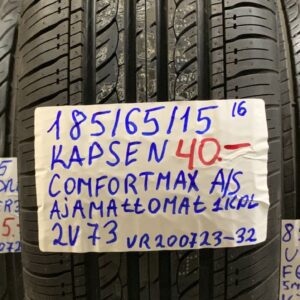 185/65/15 16
KAPSEN 40.-
COMFORTMAX A/S
AJAMAttOMAt 1KPL
2V73 VR200723-32